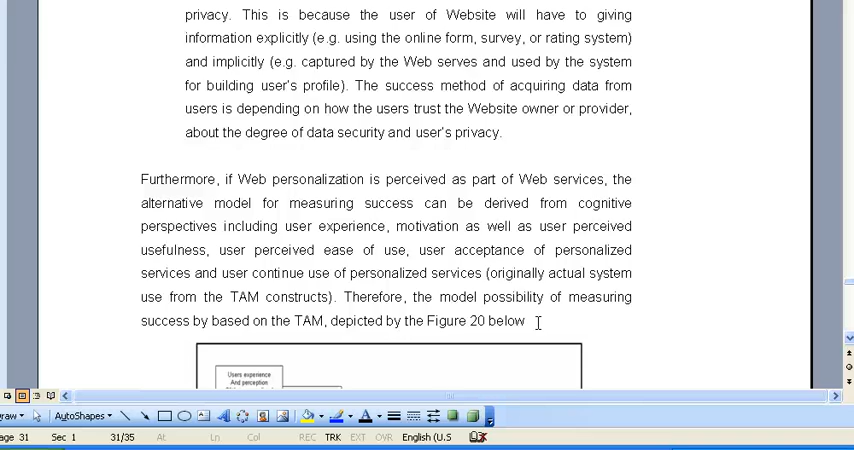 privacy. This is because the user of Website will have to giving
information explicitly (e.g. using the online form, survey, or rating system)
and implicitly (e.g. captured by the Web serves and used by the system
for building user's profile). The success method of acquiring data from
users is depending on how the users trust the Website owner or provider,
about the degree of data security and user's privacy.
Furthermore, if Web personalization is perceived as part of Web services, the
alternative model for measuring success can be derived from cognitive
perspectives including user experience, motivation as well as user perceived
usefulness, user perceived ease of use, user acceptance of personalized
services and user continue use of personalized services (originally actual system
use from the TAM constructs). Therefore, the model possibility of measuring
success by based on the TAM, depicted by the Figure 20 below
Users experience
And perception
raw AutoShapes
age 31 Sec 1 31/35 At Ln Col REC TRK EXT OVR English (U.S